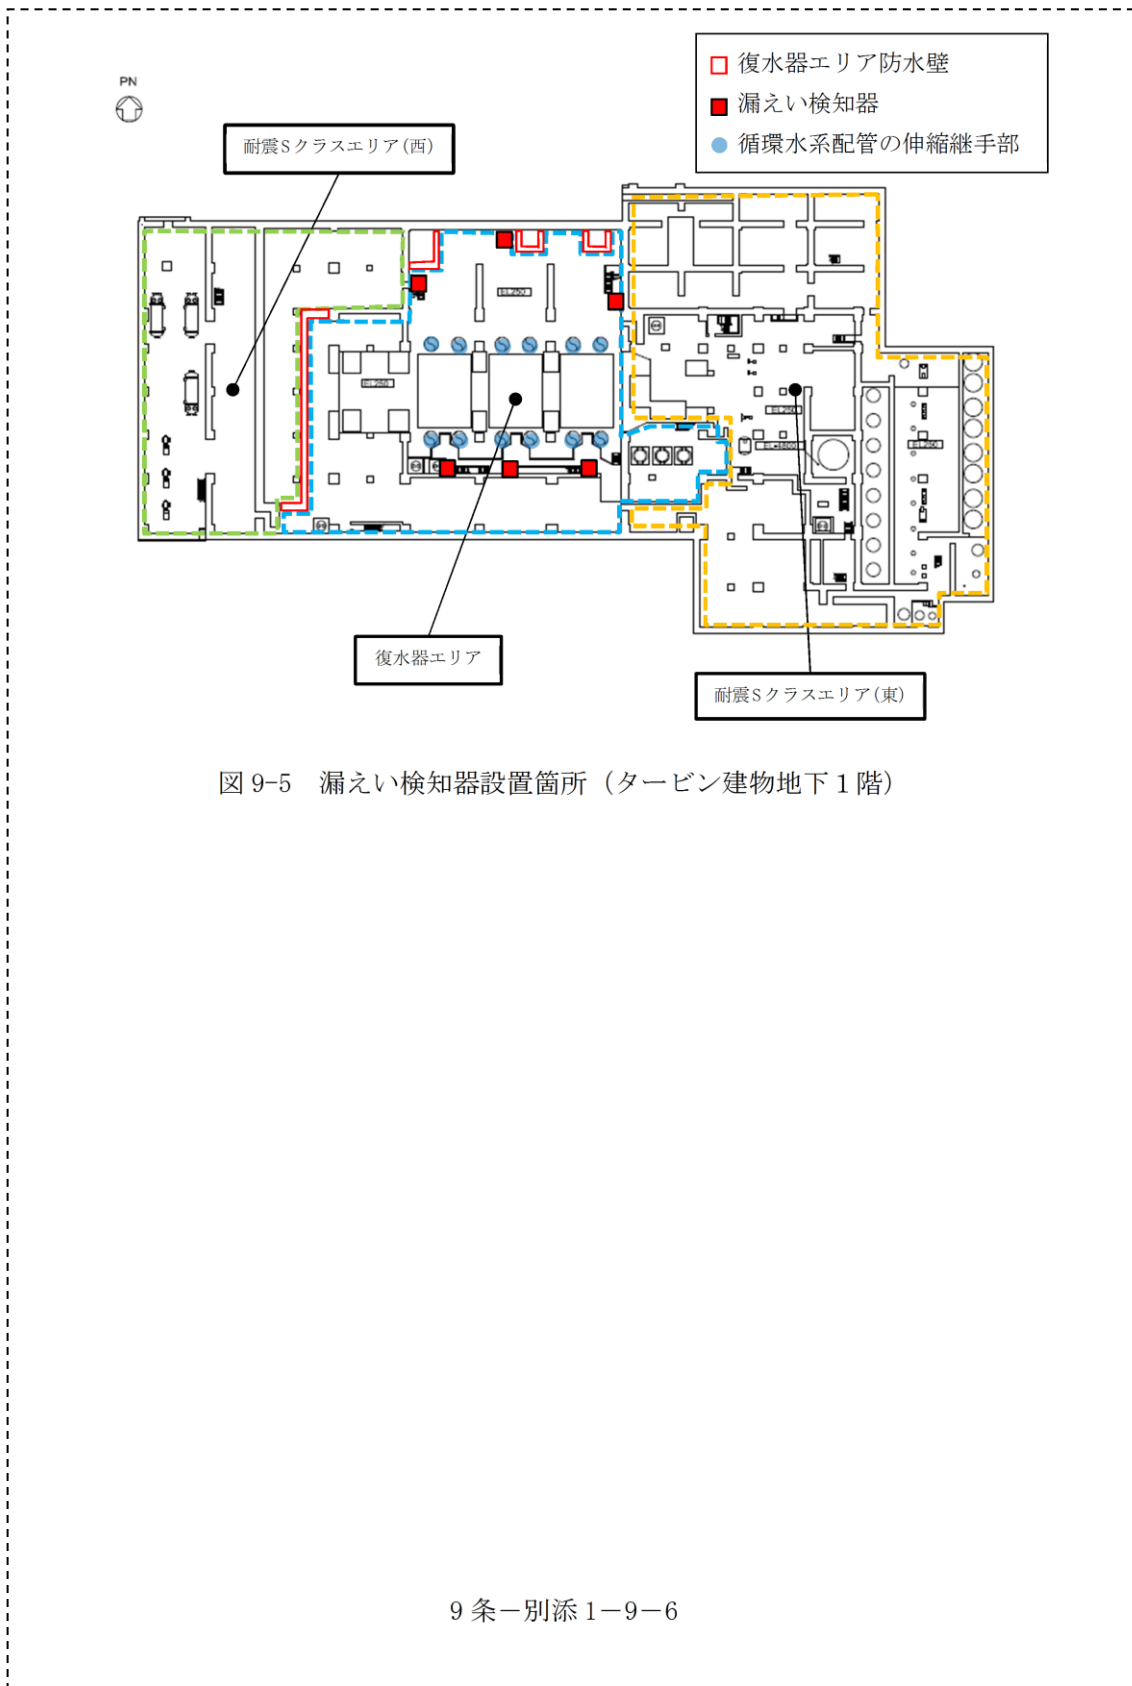 復水器エリア防水壁
漏えい検知器
循環水系配管の伸縮継手部
PN
耐震Sクラスエリア(西)
EL250
EL250
EL250
EL250
復水器エリア
耐震Sクラスエリア(東)
図 9-5　漏えい検知器設置箇所（タービン建物地下１階）
9 条－別添 1－9－6